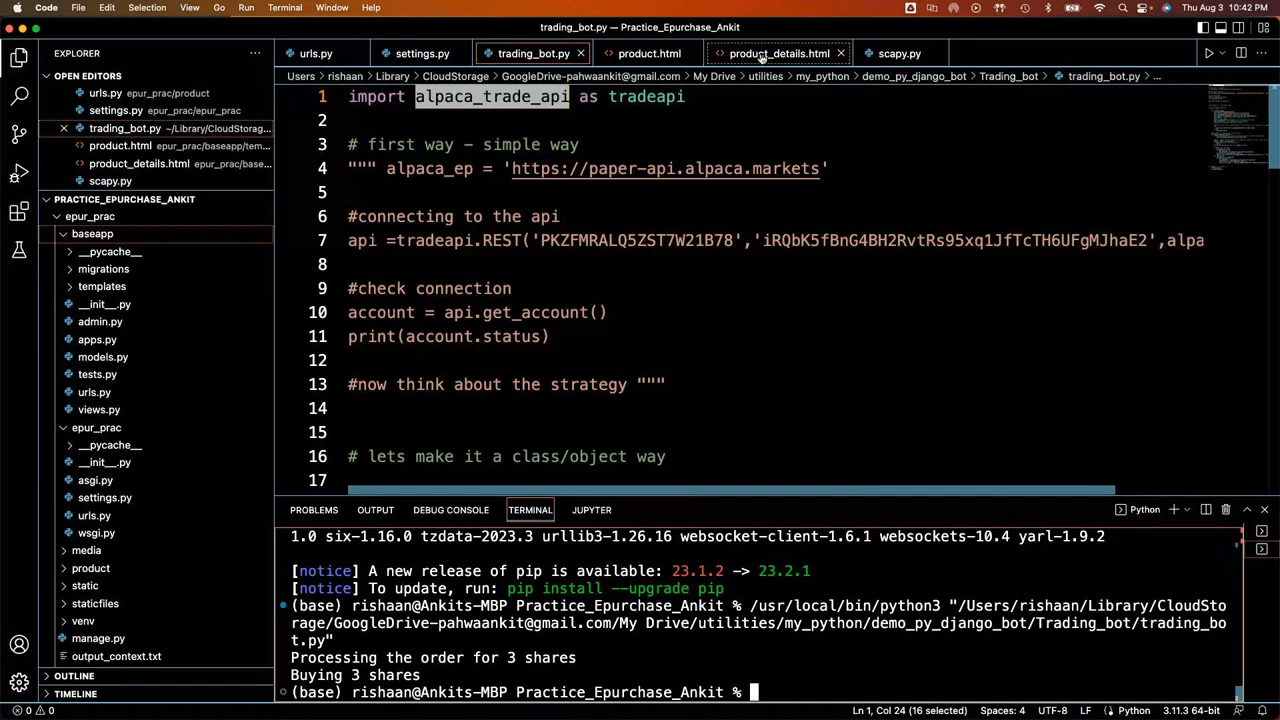 Code File Edit Selection View Go Run Terminal Window Help
Thu Aug 3 10:42 PM
trading_bot.py — Practice_Epurchase_Ankit
EXPLORER
urls.py settings.py trading_bot.py product.html product_details.html scapy.py
OPEN EDITORS
urls.py epur_prac/product
settings.py epur_prac/epur_prac
trading_bot.py ~/Library/CloudStorag...
product.html epur_prac/baseapp/tem...
product_details.html epur_prac/base...
scapy.py
PRACTICE_EPURCHASE_ANKIT
epur_prac
baseapp
__pycache__
migrations
templates
__init__.py
admin.py
apps.py
models.py
tests.py
urls.py
views.py
epur_prac
__pycache__
__init__.py
asgi.py
settings.py
urls.py
wsgi.py
media
product
static
staticfiles
venv
manage.py
output_context.txt
OUTLINE
TIMELINE
Users > rishaan > Library > CloudStorage > GoogleDrive-pahwaankit@gmail.com > My Drive > utilities > my_python > demo_py_django_bot > Trading_bot > trading_bot.py > ...
1 import alpaca_trade_api as tradeapi
2
3 # first way - simple way
4 """ alpaca_ep = 'https://paper-api.alpaca.markets'
5
6 #connecting to the api
7 api =tradeapi.REST('PKZFMRALQ5ZST7W21B78','iRQbK5fBnG4BH2RvtRs95xq1JfTcTH6UFgMJhaE2',alpa
8
9 #check connection
10 account = api.get_account()
11 print(account.status)
12
13 #now think about the strategy """
14
15
16 # lets make it a class/object way
17
PROBLEMS OUTPUT DEBUG CONSOLE TERMINAL JUPYTER
Python
1.0 six-1.16.0 tzdata-2023.3 urllib3-1.26.16 websocket-client-1.6.1 websockets-10.4 yarl-1.9.2
[notice] A new release of pip is available: 23.1.2 -> 23.2.1
[notice] To update, run: pip install --upgrade pip
(base) rishaan@Ankits-MBP Practice_Epurchase_Ankit % /usr/local/bin/python3 "/Users/rishaan/Library/CloudSto
rage/GoogleDrive-pahwaankit@gmail.com/My Drive/utilities/my_python/demo_py_django_bot/Trading_bot/trading_bo
t.py"
Processing the order for 3 shares
Buying 3 shares
(base) rishaan@Ankits-MBP Practice_Epurchase_Ankit %
0 0
Ln 1, Col 24 (16 selected) Spaces: 4 UTF-8 LF Python 3.11.3 64-bit